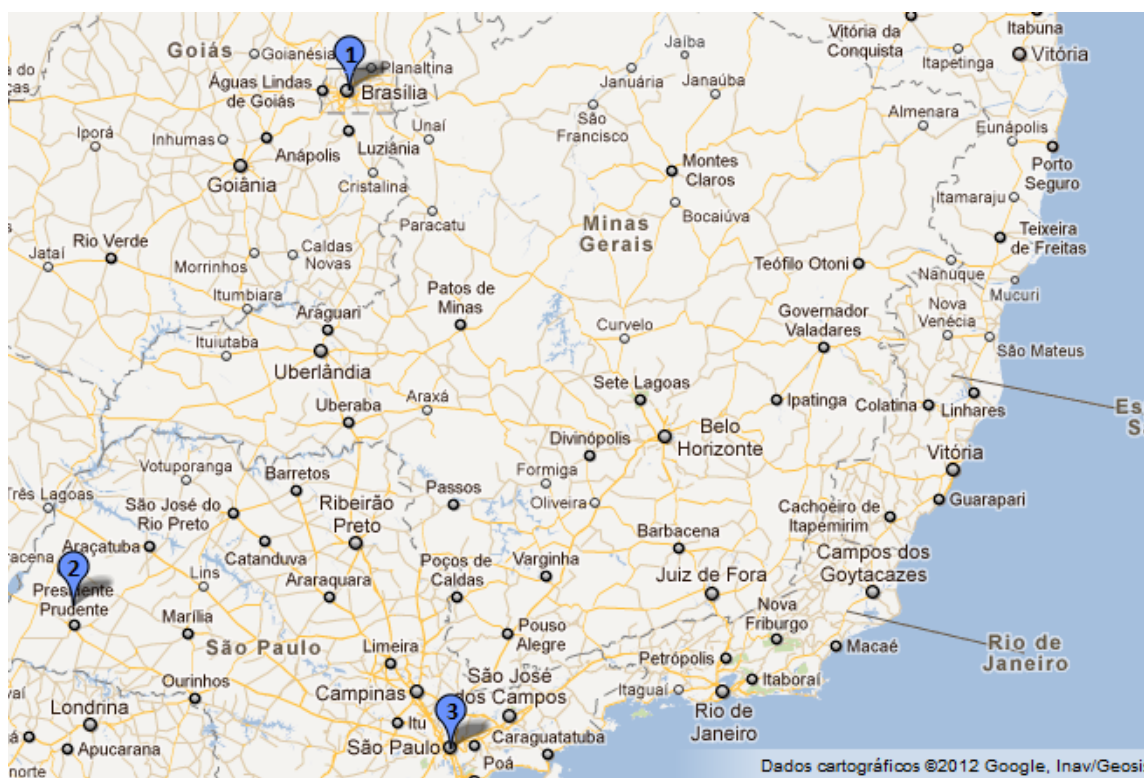 Itabuna
Vitória da
Conquista
Vitória
Itapetinga
Goiás
Goianésia
1
Planaltina
Jaíba
Januária
Janaúba
Águas Lindas
de Goiás
Brasília
São
Francisco
Almenara
Iporá
Inhumas
Anápolis
Luziânia
Unaí
Eunápolis
Goiânia
Cristalina
Montes
Claros
Porto
Seguro
Paracatu
Bocaiúva
Itamaraju
Minas
Gerais
Rio Verde
Jataí
Morrinhos
Caldas
Novas
Teixeira
de Freitas
Teófilo Otoni
Nanuque
Mucuri
Itumbiara
Patos de
Minas
Araguari
Governador
Valadares
Nova
Venécia
Ituiutaba
Uberlândia
Curvelo
São Mateus
Sete Lagoas
Araxá
Uberaba
Ipatinga
Colatina
Linhares
Es
S
Belo
Horizonte
Divinópolis
Formiga
Oliveira
Vitória
Votuporanga
Barretos
Três Lagoas
São José do
Rio Preto
Ribeirão
Preto
Passos
Guarapari
Cachoeiro de
Itapemirim
Barbacena
Araçatuba
Catanduva
Poços de
Caldas
Varginha
Campos dos
Goytacazes
racena
2
Lins
Araraquara
Juiz de Fora
Presidente
Prudente
Marília
Nova
Friburgo
Pouso
Alegre
São Paulo
Limeira
Petrópolis
Macaé
Rio de
Janeiro
Ourinhos
Campinas
São José
dos Campos
Itaguaí
Itaboraí
vaí
Londrina
Itu
3
Rio de
Janeiro
Apucarana
São Paulo
Poá
Caraguatatuba
norte
Dados cartográficos ©2012 Google, Inav/Geosi